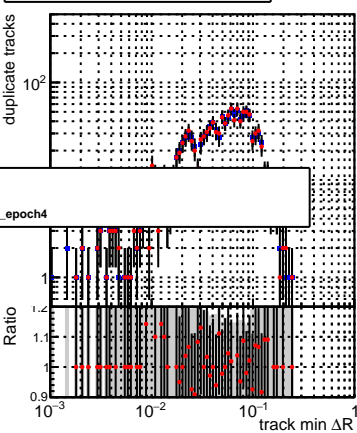 duplicate tracks
10²
_epoch4
1
Ratio
1.2
1.1
1
0.9
10⁻³
10⁻²
10⁻¹
1
track min ΔR